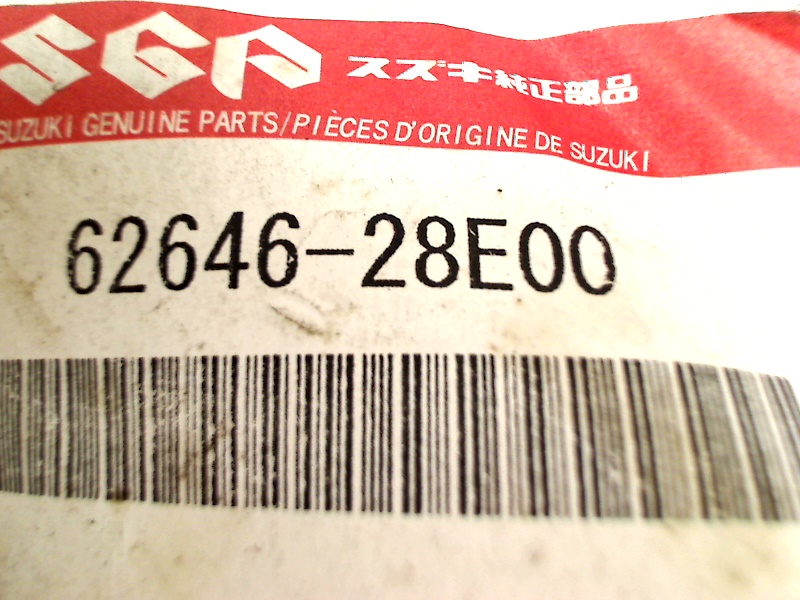 SGP スズキ純正部品
SUZUKI GENUINE PARTS/PIÈCES D'ORIGINE DE SUZUKI
62646-28E00